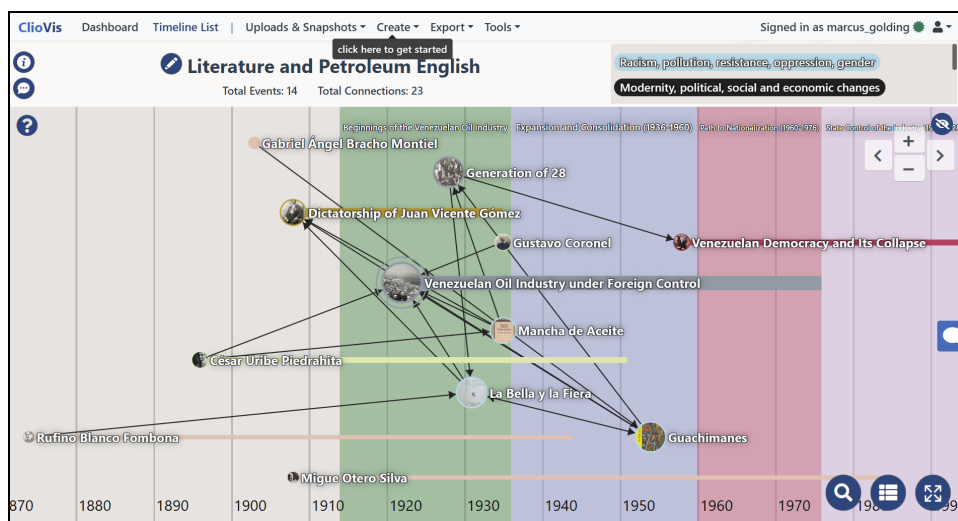 ClioVis Dashboard Timeline List | Uploads & Snapshots Create Export Tools Signed in as marcus_golding
click here to get started
Literature and Petroleum English
Total Events: 14 Total Connections: 23
Racism, pollution, resistance, oppression, gender
Modernity, political, social and economic changes
Beginnings of the Venezuelan Oil Industry Expansion and Consolidation (1936-1960) Path to Nationalization (1960-1976) State Control of the Industry
Gabriel Ángel Bracho Montiel
Generation of 28
Dictatorship of Juan Vicente Gómez
Gustavo Coronel
Venezuelan Democracy and Its Collapse
Venezuelan Oil Industry under Foreign Control
Mancha de Aceite
César Uribe Piedrahita
La Bella y la Fiera
Rufino Blanco Fombona
Guachimanes
Migue Otero Silva
870 1880 1890 1900 1910 1920 1930 1940 1950 1960 1970